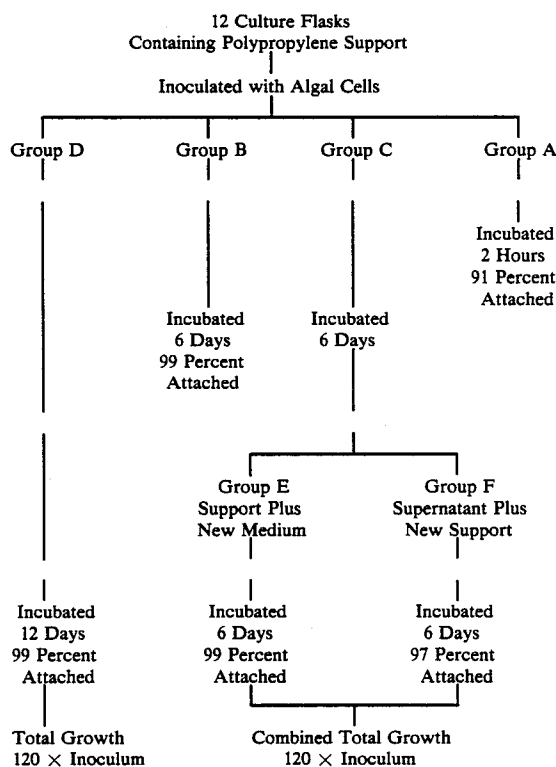 12 Culture Flasks
Containing Polypropylene Support
Inoculated with Algal Cells
Group D
Group B
Group C
Group A
Incubated
2 Hours
91 Percent
Attached
Incubated
6 Days
99 Percent
Attached
Incubated
6 Days
Group E
Support Plus
New Medium
Group F
Supernatant Plus
New Support
Incubated
12 Days
99 Percent
Attached
Incubated
6 Days
99 Percent
Attached
Incubated
6 Days
97 Percent
Attached
Total Growth
120 × Inoculum
Combined Total Growth
120 × Inoculum